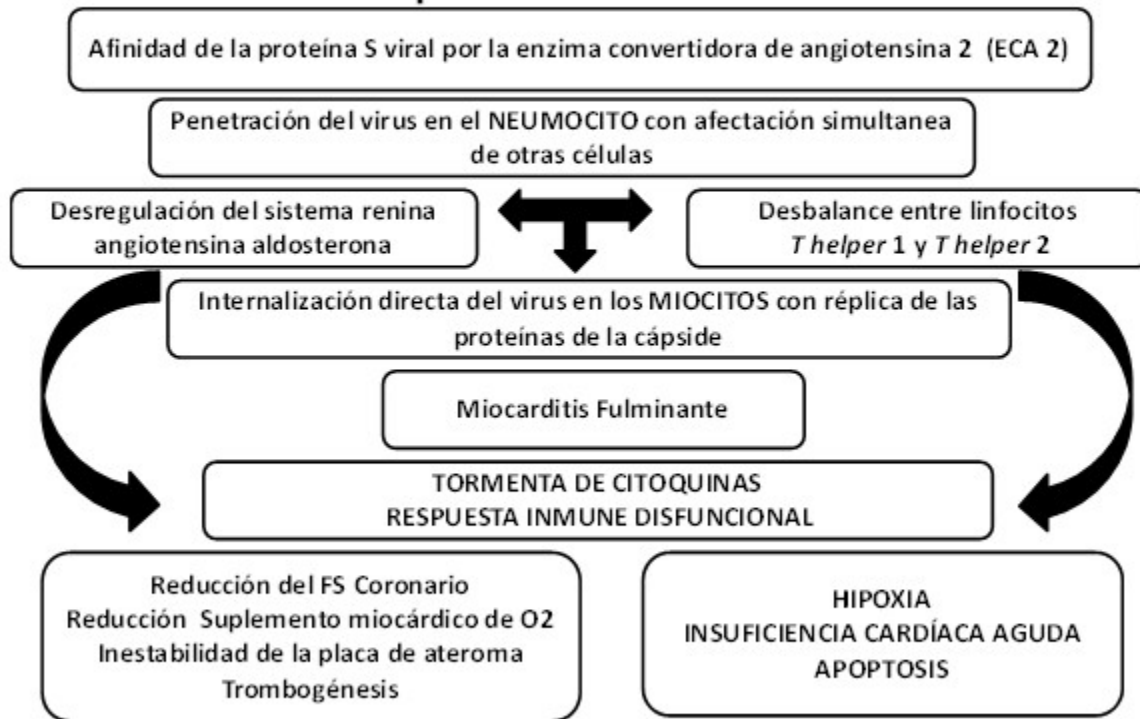 Afinidad de la proteína S viral por la enzima convertidora de angiotensina 2 (ECA 2)
Penetración del virus en el NEUMOCITO con afectación simultanea
de otras células
Desregulación del sistema renina
angiotensina aldosterona
Desbalance entre linfocitos
T helper 1 y T helper 2
Internalización directa del virus en los MIOCITOS con réplica de las
proteínas de la cápside
Miocarditis Fulminante
TORMENTA DE CITOQUINAS
RESPUESTA INMUNE DISFUNCIONAL
Reducción del FS Coronario
Reducción Suplemento miocárdico de O2
Inestabilidad de la placa de ateroma
Trombogénesis
HIPOXIA
INSUFICIENCIA CARDÍACA AGUDA
APOPTOSIS